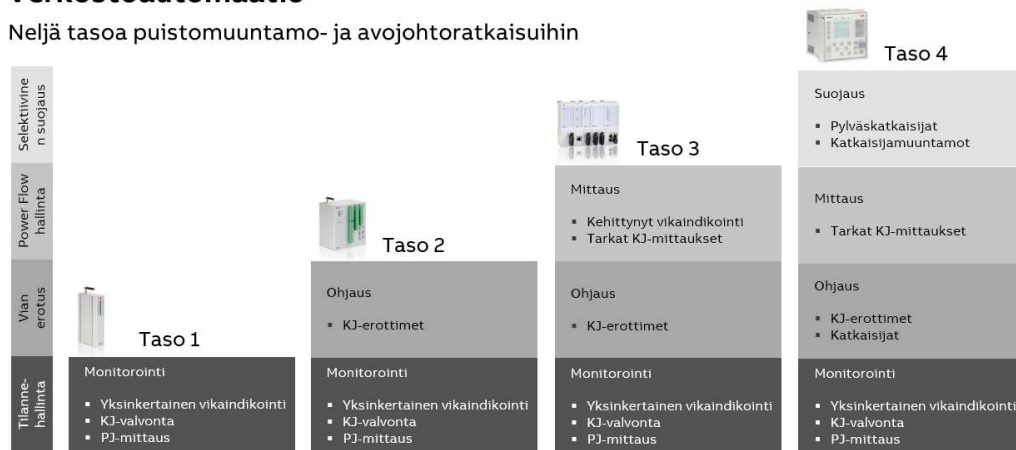 Verkostoautomaatio
Neljä tasoa puistomuuntamo- ja avojohtoratkaisuihin
Selektiivine
n suojaus
Power Flow
hallinta
Vian
erotus
Tilanne-
hallinta
Taso 1
Monitorointi
▪ Yksinkertainen vikaindikointi
▪ KJ-valvonta
▪ PJ-mittaus
Taso 2
Ohjaus
▪ KJ-erottimet
Monitorointi
▪ Yksinkertainen vikaindikointi
▪ KJ-valvonta
▪ PJ-mittaus
Taso 3
Mittaus
▪ Kehittynyt vikaindikointi
▪ Tarkat KJ-mittaukset
Ohjaus
▪ KJ-erottimet
Monitorointi
▪ Yksinkertainen vikaindikointi
▪ KJ-valvonta
▪ PJ-mittaus
Taso 4
Suojaus
▪ Pylväskatkaisijat
▪ Katkaisijamuuntamot
Mittaus
▪ Tarkat KJ-mittaukset
Ohjaus
▪ KJ-erottimet
▪ Katkaisijat
Monitorointi
▪ Yksinkertainen vikaindikointi
▪ KJ-valvonta
▪ PJ-mittaus